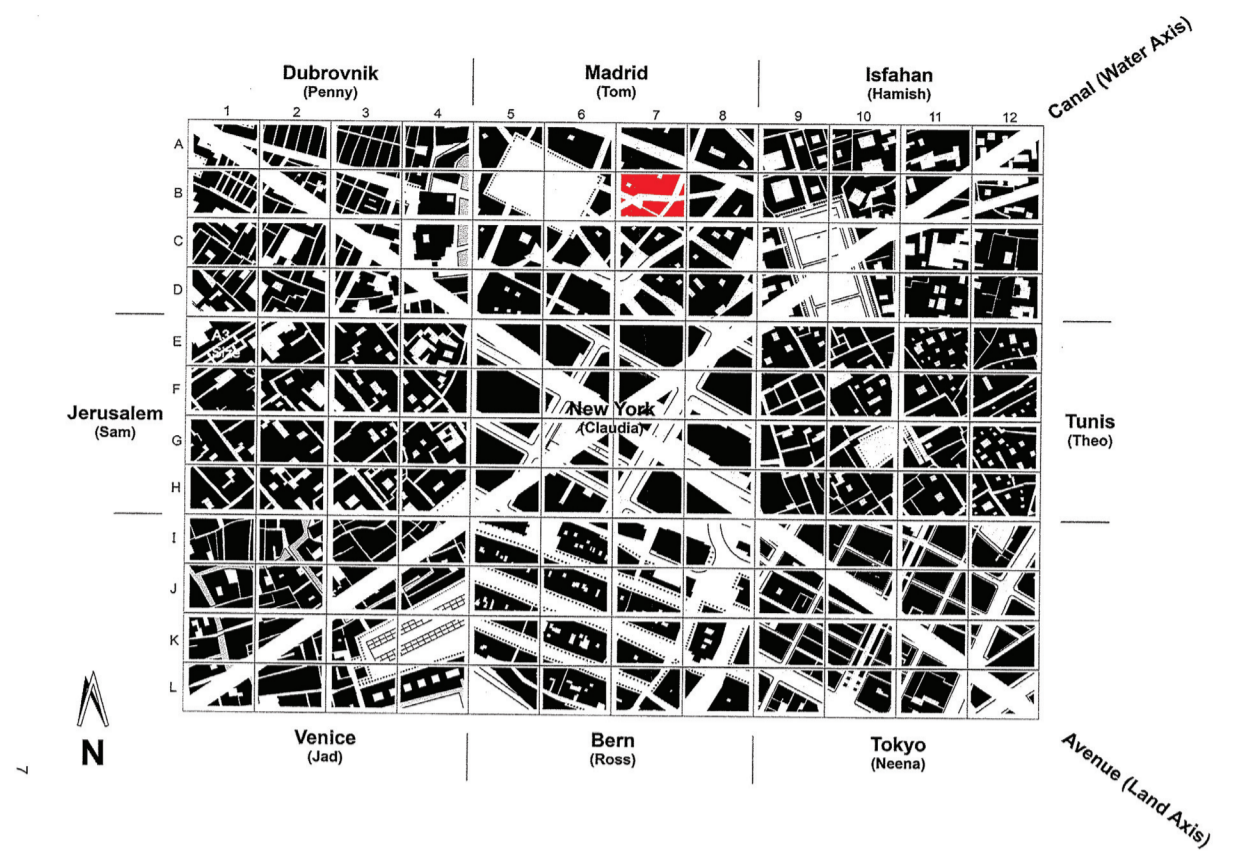 Canal (Water Axis)
Dubrovnik
(Penny)
Madrid
(Tom)
Isfahan
(Hamish)
1 2 3 4 5 6 7 8 9 10 11 12
A
B
C
D
E
F
G
H
I
J
K
L
A3
Jerusalem
(Sam)
New York
(Claudia)
Tunis
(Theo)
N
7
Venice
(Jad)
Bern
(Ross)
Tokyo
(Neena)
Avenue (Land Axis)